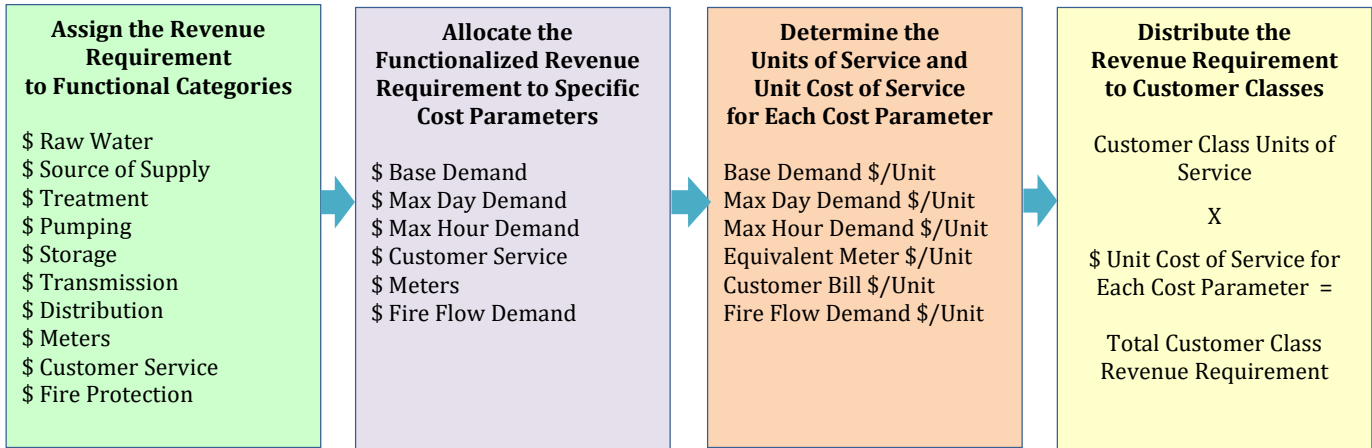 Assign the Revenue
Requirement
to Functional Categories
$ Raw Water
$ Source of Supply
$ Treatment
$ Pumping
$ Storage
$ Transmission
$ Distribution
$ Meters
$ Customer Service
$ Fire Protection
Allocate the
Functionalized Revenue
Requirement to Specific
Cost Parameters
$ Base Demand
$ Max Day Demand
$ Max Hour Demand
$ Customer Service
$ Meters
$ Fire Flow Demand
Determine the
Units of Service and
Unit Cost of Service
for Each Cost Parameter
Base Demand $/Unit
Max Day Demand $/Unit
Max Hour Demand $/Unit
Equivalent Meter $/Unit
Customer Bill $/Unit
Fire Flow Demand $/Unit
Distribute the
Revenue Requirement
to Customer Classes
Customer Class Units of
Service
X
$ Unit Cost of Service for
Each Cost Parameter =
Total Customer Class
Revenue Requirement